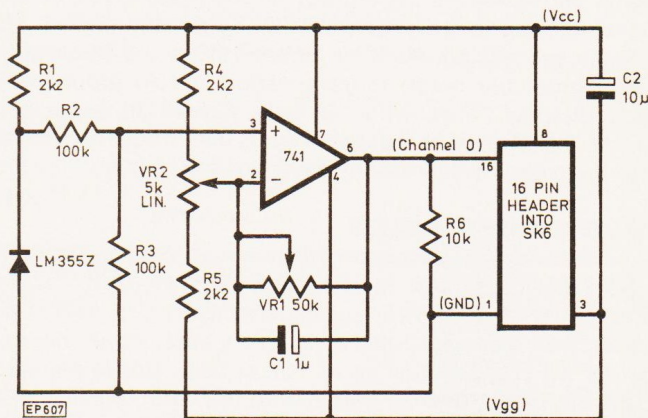 (Vcc)
R1
2k2
R4
2k2
C2
10μ
R2
100k
3
+
7
741
6
4
2
−
(Channel 0)
8
16
16 PIN
HEADER
INTO
SK6
VR2
5k
LIN.
R6
10k
LM355Z
R3
100k
R5
2k2
VR1 50k
(GND)
1
3
C1 1μ
EP607
(Vgg)